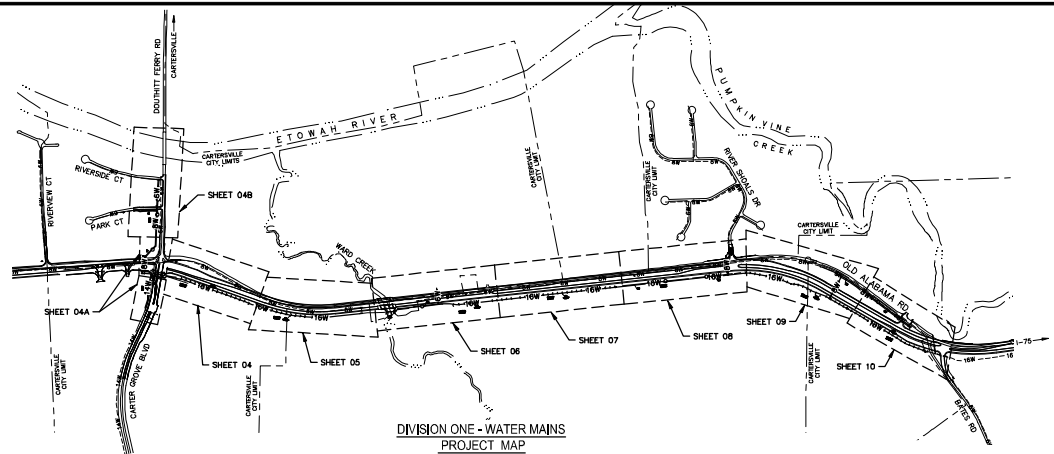 DOUTHITT FERRY RD
CARTERSVILLE
ETOWAH RIVER
PUMPKIN VINE
CREEK
CARTERSVILLE
CITY LIMITS
RIVERSIDE CT
SHEET 04B
RIVERVIEW CT
PARK CT
CARTERSVILLE
CITY LIMIT
CARTERSVILLE
CITY LIMIT
RIVER SHOALS DR
WARD CREEK
CARTERSVILLE
CITY LIMIT
OLD ALABAMA RD
SHEET 04A
SHEET 04
SHEET 05
SHEET 06
SHEET 07
SHEET 08
SHEET 09
SHEET 10
I-75
16W
16W
16W
16W
16W
16W
16W
16W
16
CARTERSVILLE
CITY LIMIT
CARTER GROVE BLVD
14W
CARTERSVILLE
CITY LIMIT
CARTERSVILLE
CITY LIMIT
BATES RD
DIVISION ONE - WATER MAINS
PROJECT MAP